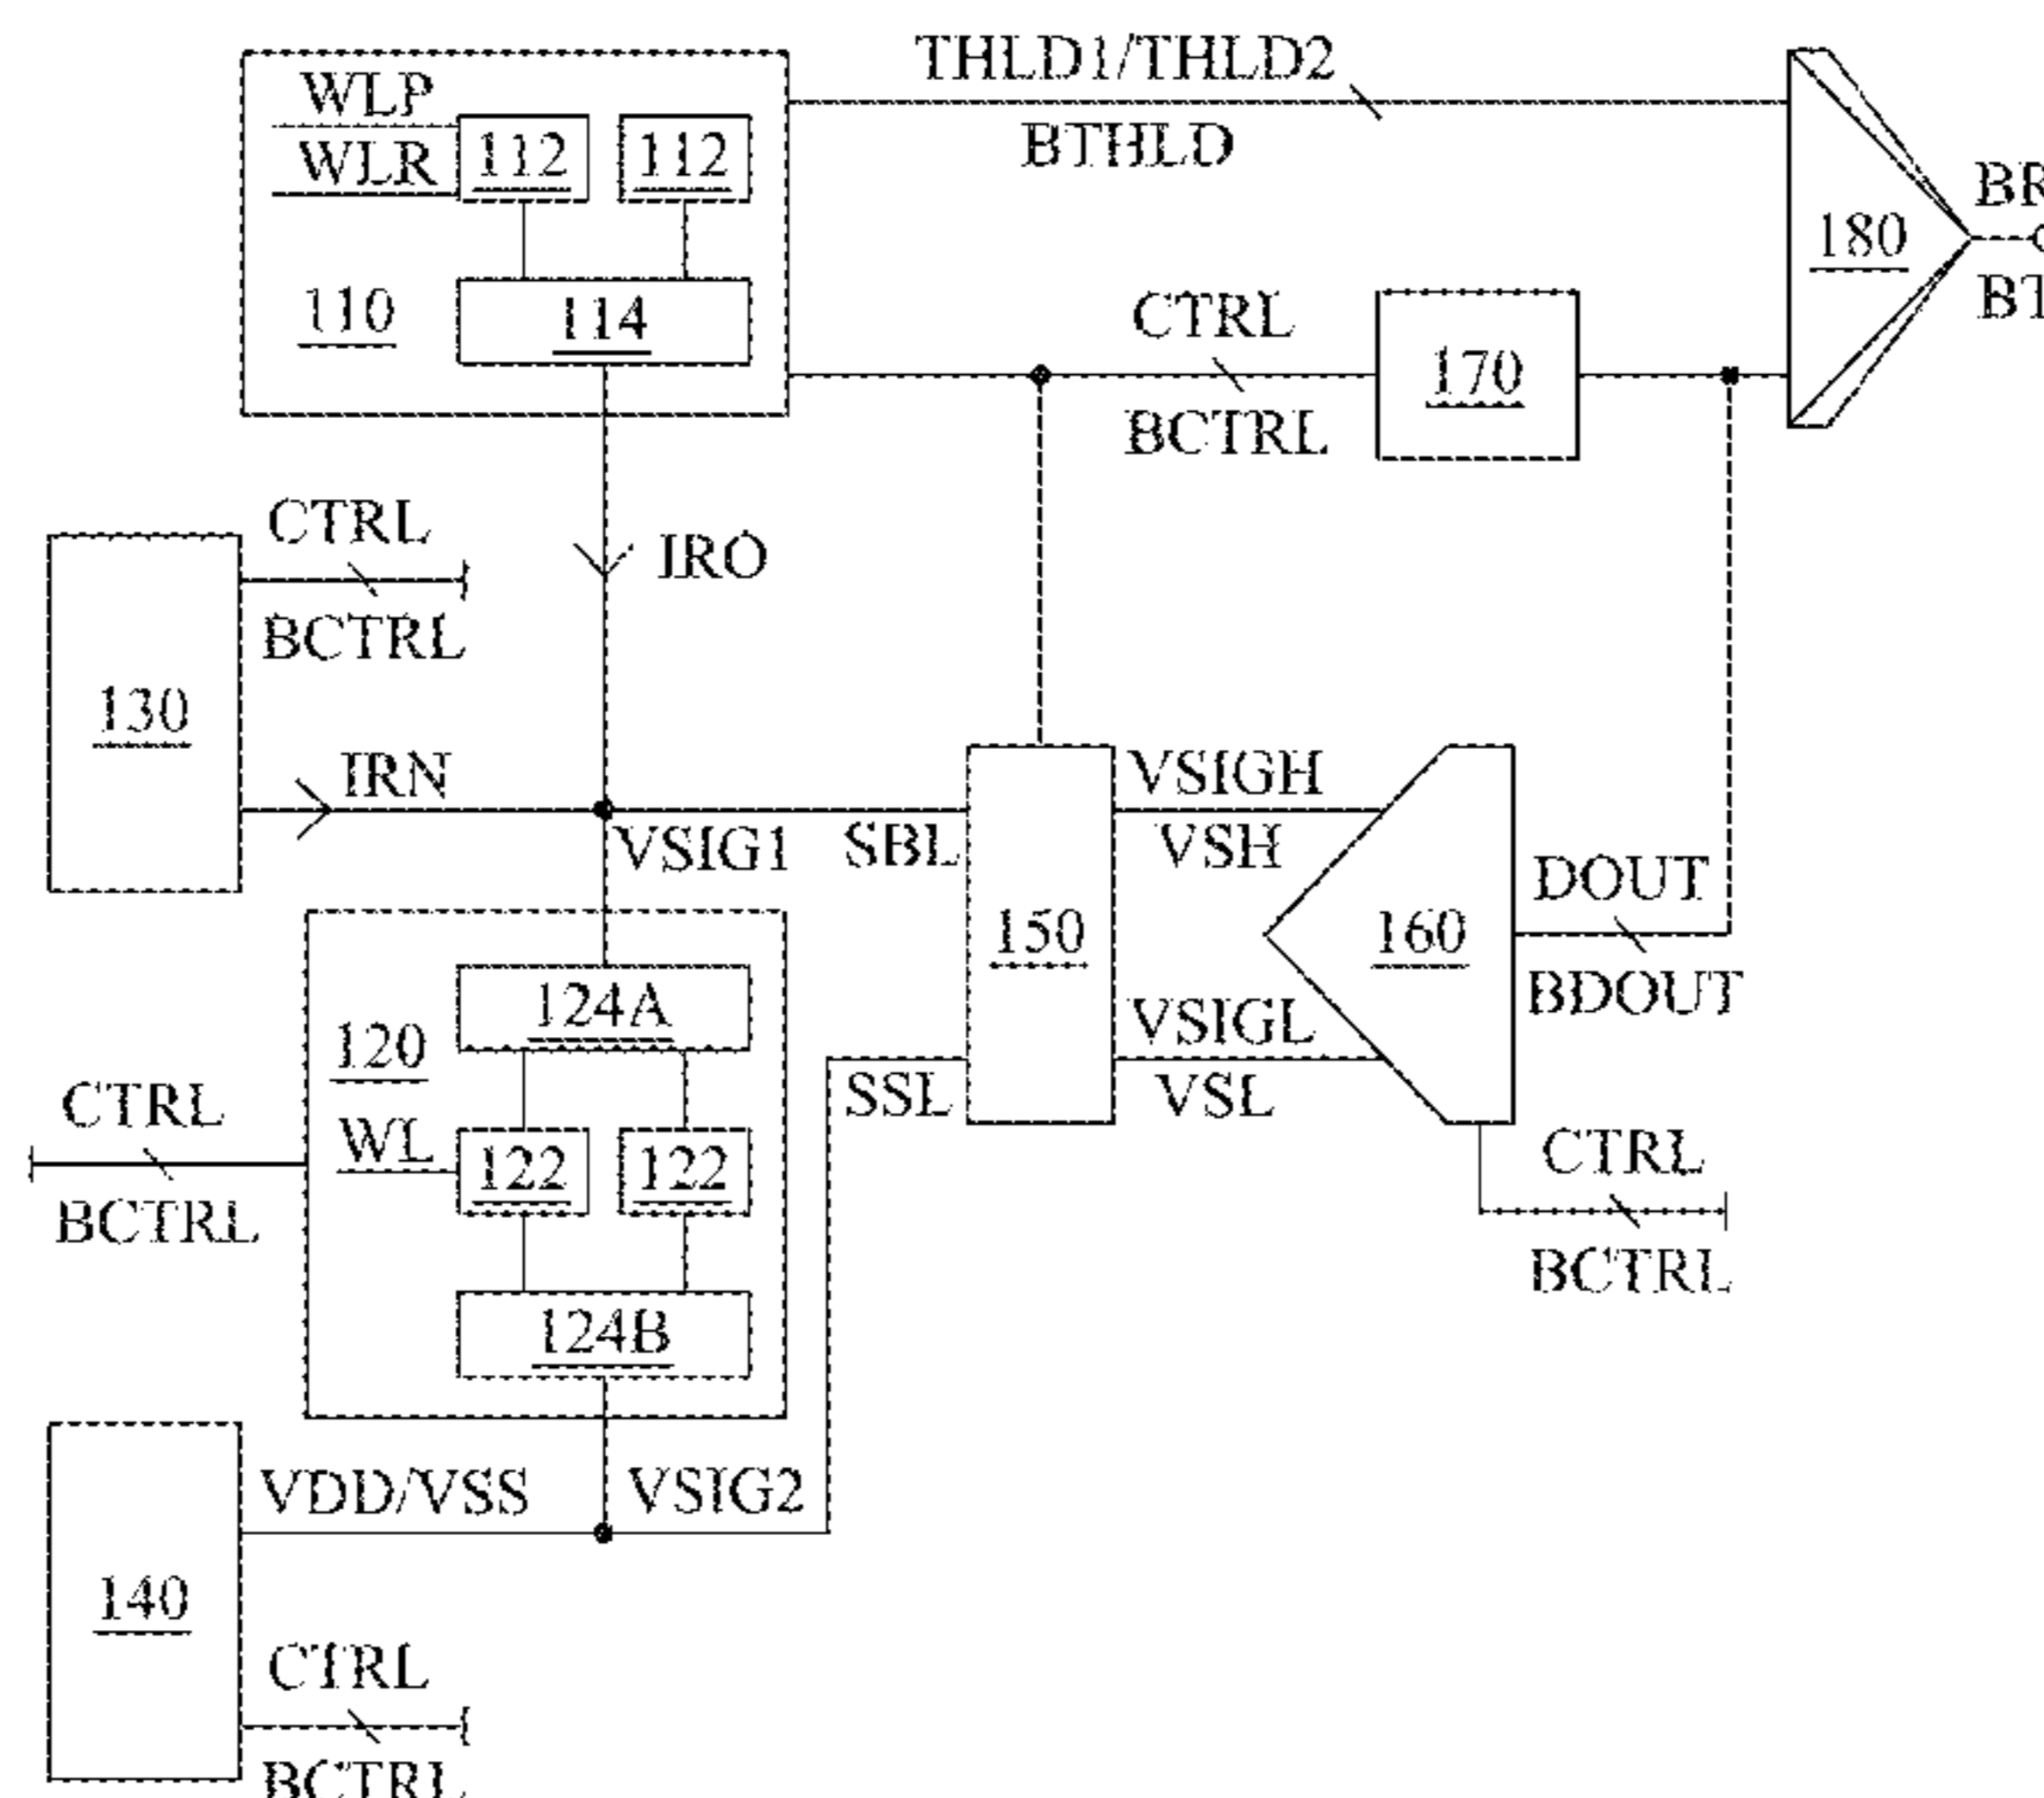 THLD1/THLD2
WLP
WLR
112
112
BTHLD
180
110
114
CTRL
170
BCTRL
CTRL
IRO
BCTRL
130
IRN
VSIGH
VSIG1
SBL
VSH
DOUT
150
160
124A
BDOUT
120
VSIGL
SSL
VSL
CTRL
WL
122
122
CTRL
BCTRL
BCTRL
124B
VDD/VSS
VSIG2
140
CTRL
BCTRL